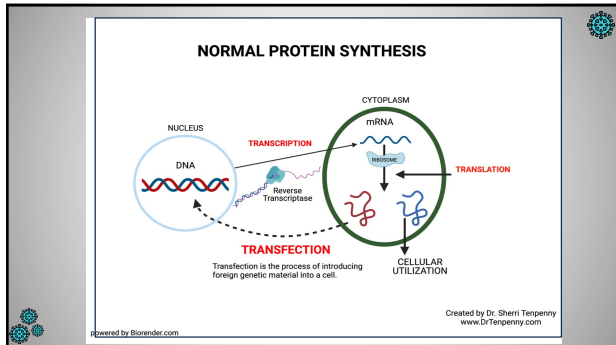 NORMAL PROTEIN SYNTHESIS
CYTOPLASM
NUCLEUS
mRNA
TRANSCRIPTION
DNA
RIBOSOME
TRANSLATION
Reverse
Transcriptase
TRANSFECTION
Transfection is the process of introducing
foreign genetic material into a cell.
CELLULAR
UTILIZATION
Created by Dr. Sherri Tenpenny
www.DrTenpenny.com
powered by Biorender.com